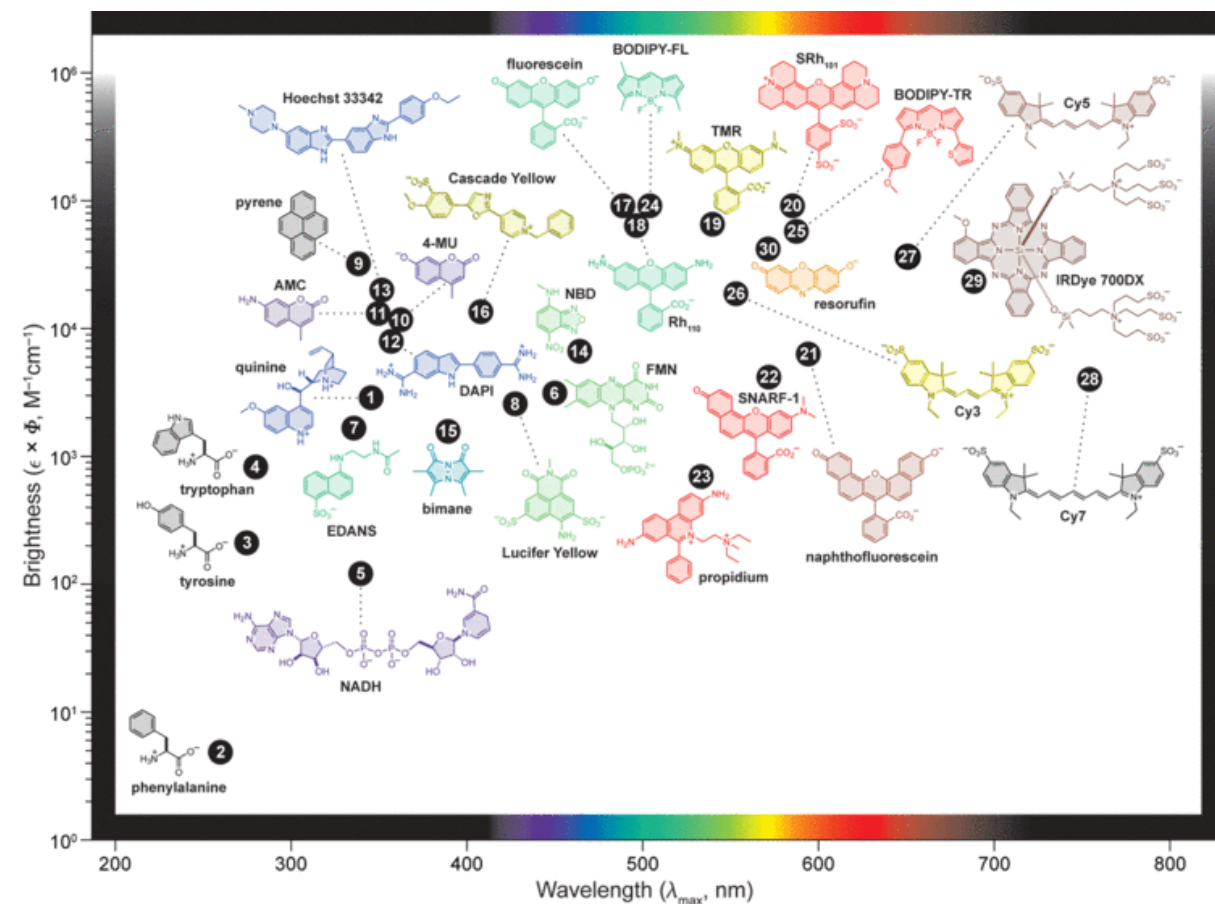 Brightness (ϵ × Φ, M⁻¹cm⁻¹)
10⁶
10⁵
10⁴
10³
10²
10¹
10⁰
200
300
400
500
600
700
800
Wavelength (λmax, nm)
Hoechst 33342
fluorescein
BODIPY-FL
SRh101
BODIPY-TR
Cy5
TMR
Cascade Yellow
pyrene
4-MU
AMC
NBD
Rh110
resorufin
IRDye 700DX
quinine
DAPI
FMN
SNARF-1
Cy3
tryptophan
EDANS
bimane
Lucifer Yellow
propidium
naphthofluorescein
Cy7
tyrosine
NADH
phenylalanine
17
24
18
19
20
25
30
27
29
9
13
11
10
12
16
26
14
21
28
1
8
6
22
7
15
4
23
3
5
2